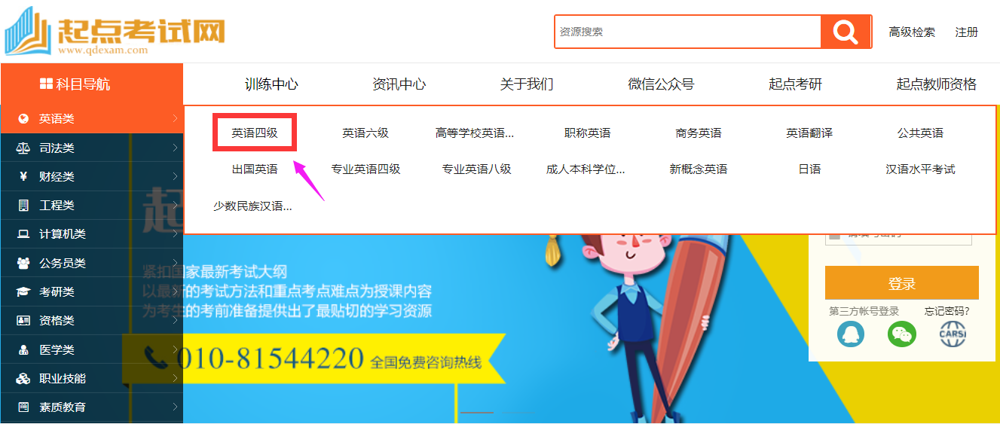 起点考试网
www.qdexam.com
资源搜索
高级检索 注册
科目导航 训练中心 资讯中心 关于我们 微信公众号 起点考研 起点教师资格
英语类
英语四级 英语六级 高等学校英语... 职称英语 商务英语 英语翻译 公共英语
司法类
出国英语 专业英语四级 专业英语八级 成人本科学位... 新概念英语 日语 汉语水平考试
财经类
工程类
少数民族汉语...
计算机类
公务员类
紧扣国家最新考试大纲
考研类
以最新的考试方法和重点考点难点为授课内容
登录
为考生的考前准备提供出了最贴切的学习资源
第三方帐号登录 忘记密码?
资格类
CARSI
医学类
010-81544220 全国免费咨询热线
职业技能
素质教育